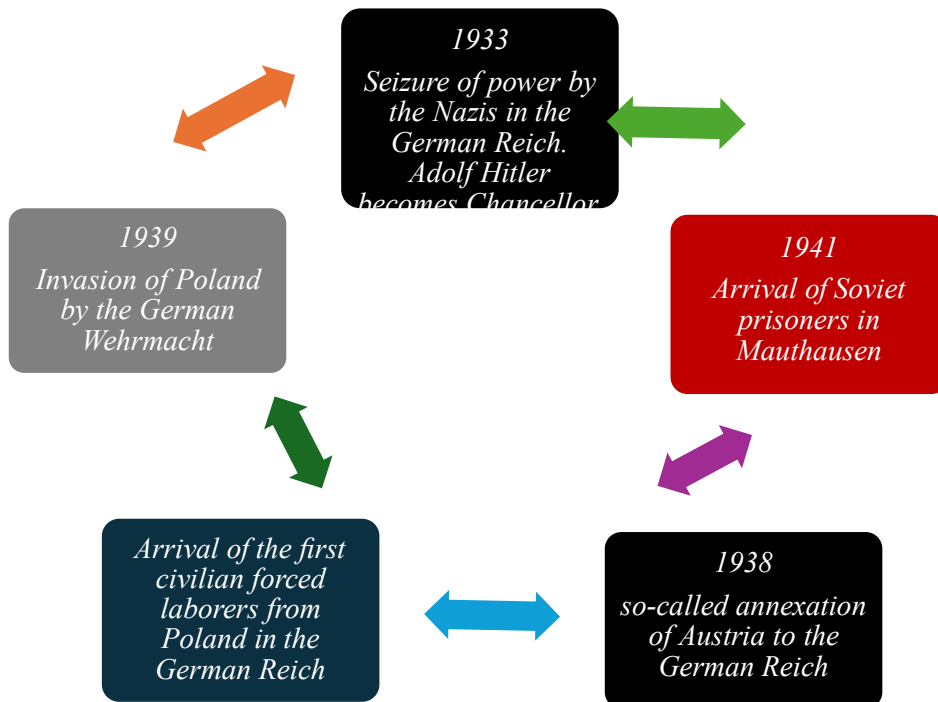 1933
Seizure of power by
the Nazis in the
German Reich.
Adolf Hitler
becomes Chancellor
1939
Invasion of Poland
by the German
Wehrmacht
1941
Arrival of Soviet
prisoners in
Mauthausen
Arrival of the first
civilian forced
laborers from
Poland in the
German Reich
1938
so-called annexation
of Austria to the
German Reich